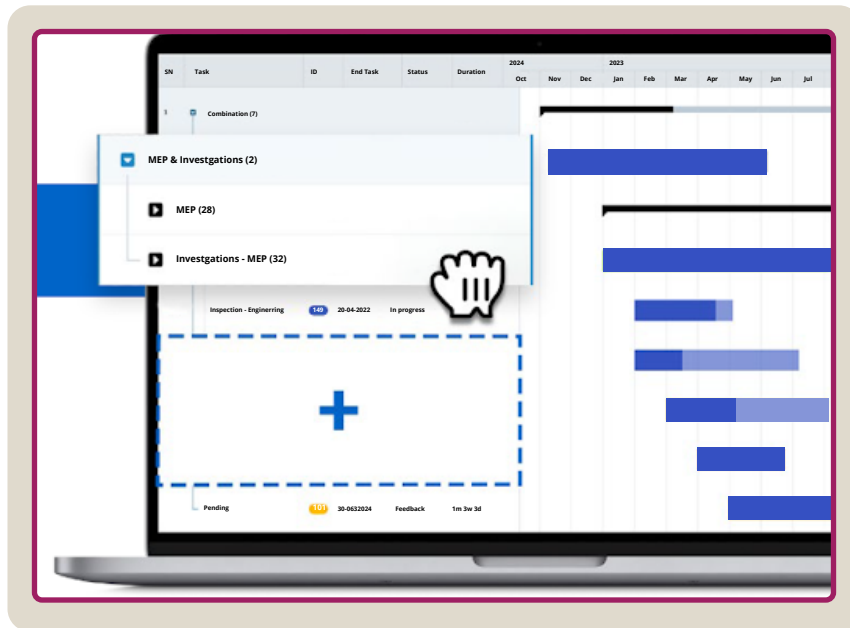 2024 2023
SN Task ID End Task Status Duration Oct Nov Dec Jan Feb Mar Apr May Jun Jul
1 Combination (7)
MEP & Investgations (2)
MEP (28)
Investgations - MEP (32)
Inspection - Enginerring 149 20-04-2022 In progress
Pending 101 30-0632024 Feedback 1m 3w 3d